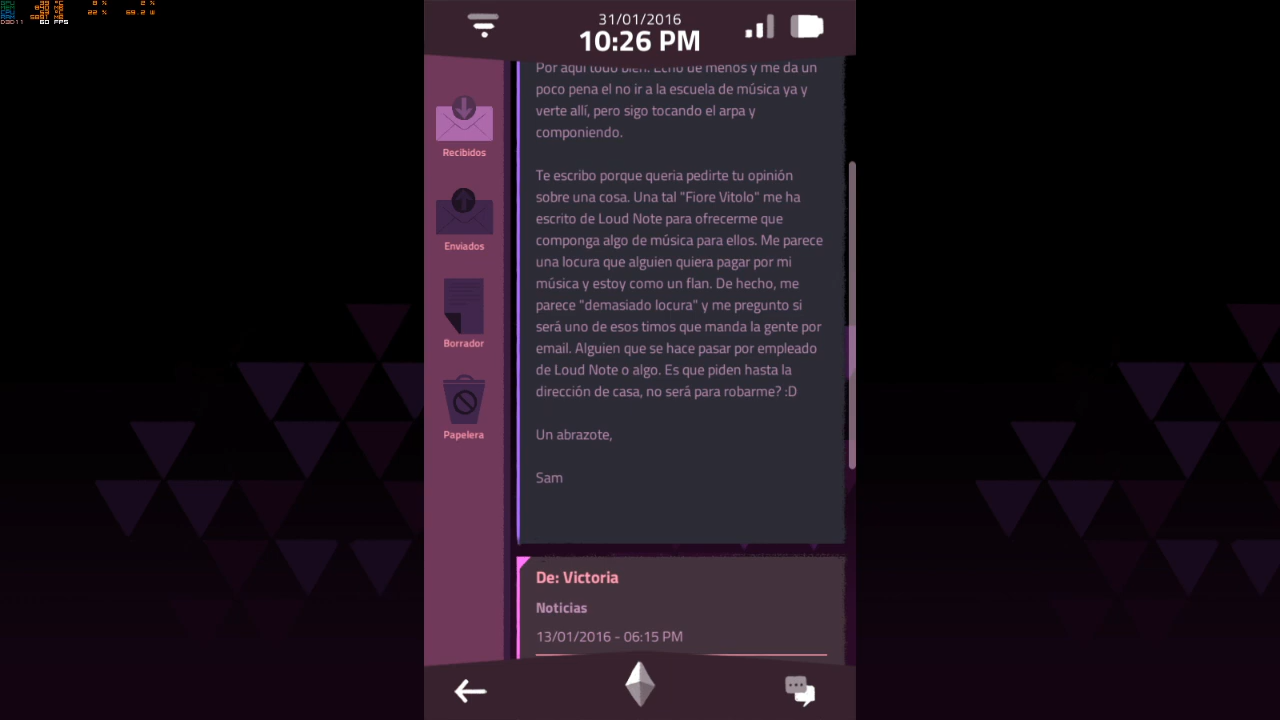 31/01/2016
10:26 PM
Por aquí todo bien. Echo de menos y me da un
poco pena el no ir a la escuela de música ya y
verte allí, pero sigo tocando el arpa y
componiendo.
Te escribo porque queria pedirte tu opinión
sobre una cosa. Una tal "Fiore Vitolo" me ha
escrito de Loud Note para ofrecerme que
componga algo de música para ellos. Me parece
una locura que alguien quiera pagar por mi
música y estoy como un flan. De hecho, me
parece "demasiado locura" y me pregunto si
será uno de esos timos que manda la gente por
email. Alguien que se hace pasar por empleado
de Loud Note o algo. Es que piden hasta la
dirección de casa, no será para robarme? :D
Un abrazote,
Sam
Recibidos
Enviados
Borrador
Papelera
De: Victoria
Noticias
13/01/2016 - 06:15 PM